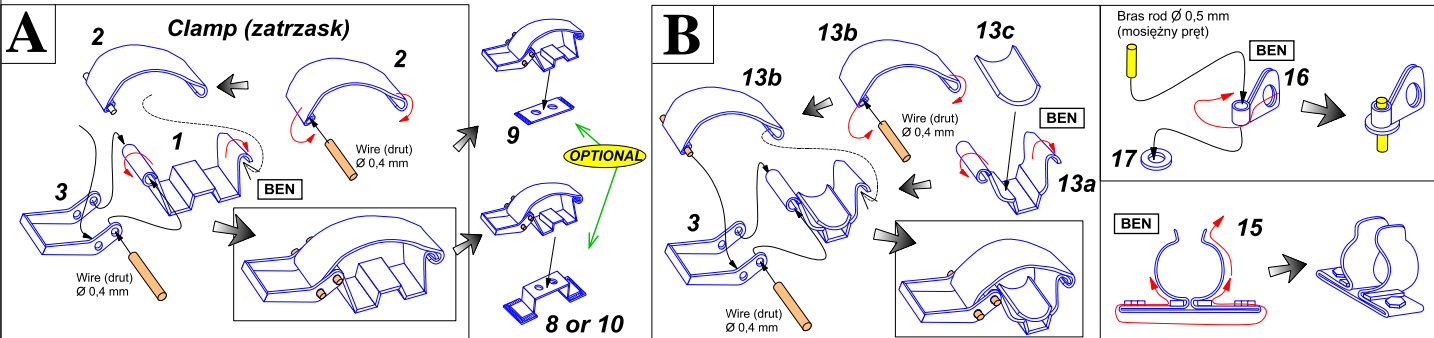 A
Clamp (zatrzask)
2
2
1
3
BEN
Wire (drut)
Ø 0,4 mm
Wire (drut)
Ø 0,4 mm
9
OPTIONAL
8 or 10
B
13b
13c
13b
Wire (drut)
Ø 0,4 mm
BEN
13a
3
Wire (drut)
Ø 0,4 mm
Bras rod Ø 0,5 mm
(mosiężny pręt)
BEN
16
17
BEN
15